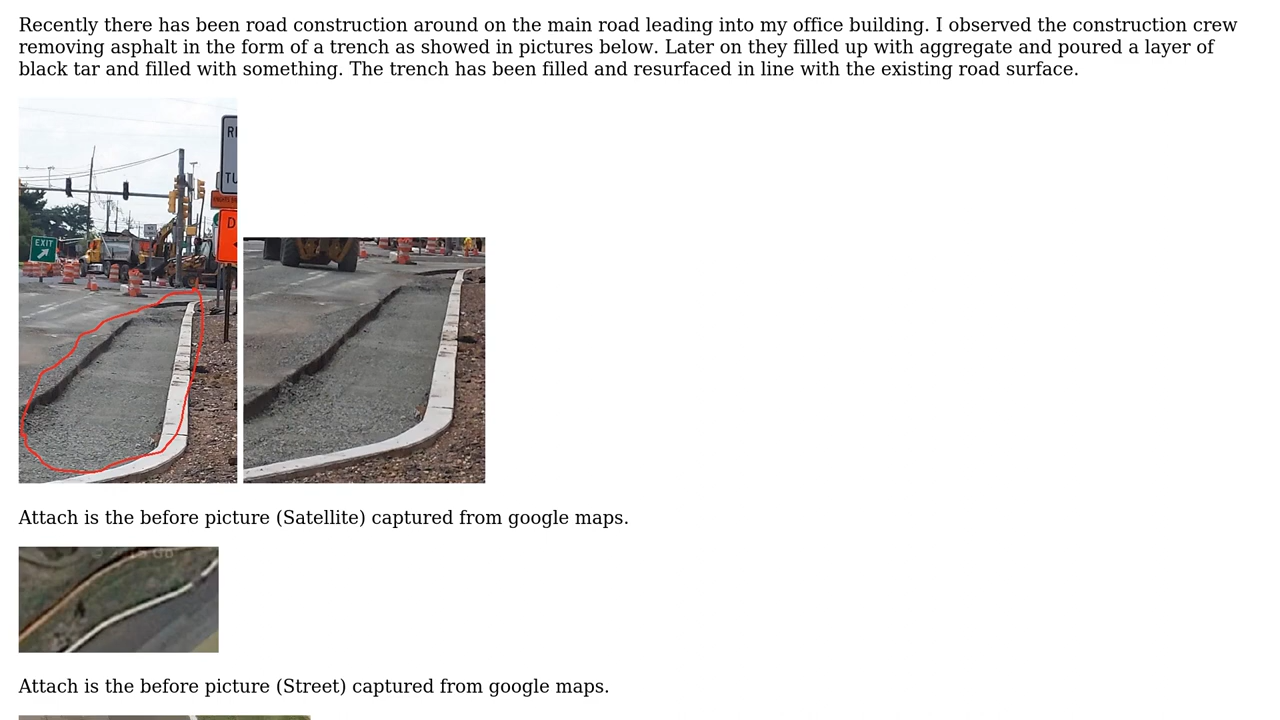 Recently there has been road construction around on the main road leading into my office building. I observed the construction crew
removing asphalt in the form of a trench as showed in pictures below. Later on they filled up with aggregate and poured a layer of
black tar and filled with something. The trench has been filled and resurfaced in line with the existing road surface.
RI
TU
D
EXIT
Attach is the before picture (Satellite) captured from google maps.
Attach is the before picture (Street) captured from google maps.